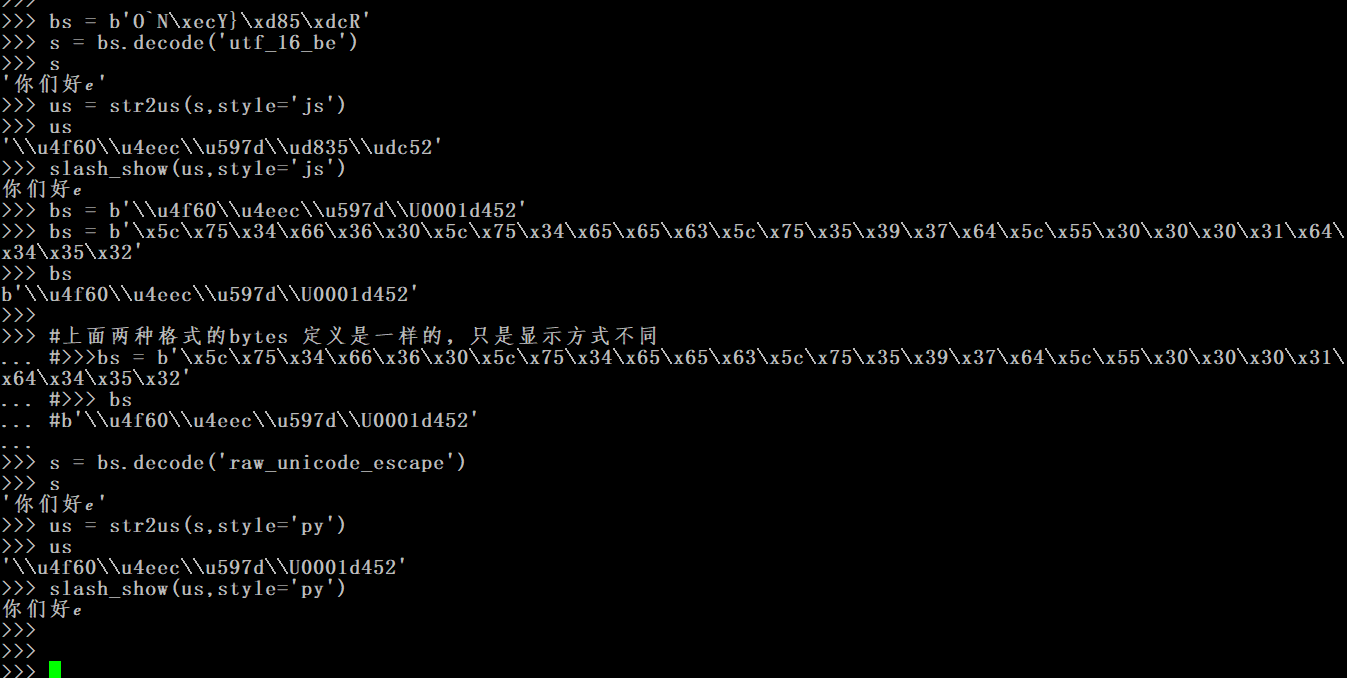 >>>
>>> bs = b'O`N\xecY}\xd85\xdcR'
>>> s = bs.decode('utf_16_be')
>>> s
'你们好𝑒'
>>> us = str2us(s,style='js')
>>> us
'\\u4f60\\u4eec\\u597d\\ud835\\udc52'
>>> slash_show(us,style='js')
你们好𝑒
>>> bs = b'\\u4f60\\u4eec\\u597d\\U0001d452'
>>> bs = b'\x5c\x75\x34\x66\x36\x30\x5c\x75\x34\x65\x65\x63\x5c\x75\x35\x39\x37\x64\x5c\x55\x30\x30\x30\x31\x64\
x34\x35\x32'
>>> bs
b'\\u4f60\\u4eec\\u597d\\U0001d452'
>>>
>>> #上面两种格式的bytes 定义是一样的，只是显示方式不同
... #>>>bs = b'\x5c\x75\x34\x66\x36\x30\x5c\x75\x34\x65\x65\x63\x5c\x75\x35\x39\x37\x64\x5c\x55\x30\x30\x30\x31\
x64\x34\x35\x32'
... #>>> bs
... #b'\\u4f60\\u4eec\\u597d\\U0001d452'
...
>>> s = bs.decode('raw_unicode_escape')
>>> s
'你们好𝑒'
>>> us = str2us(s,style='py')
>>> us
'\\u4f60\\u4eec\\u597d\\U0001d452'
>>> slash_show(us,style='py')
你们好𝑒
>>>
>>>
>>>